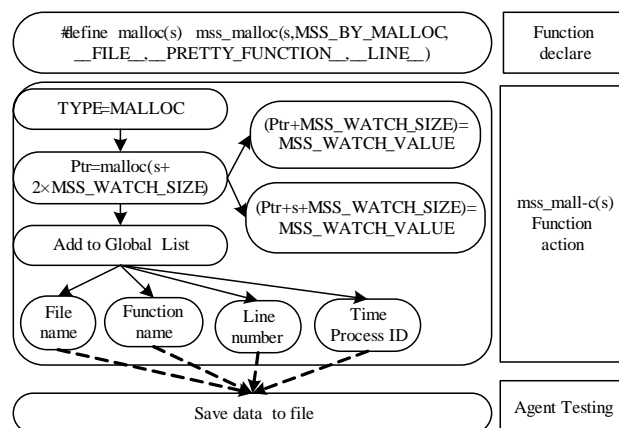 #define malloc(s) mss_malloc(s,MSS_BY_MALLOC,
__FILE__,__PRETTY_FUNCTION__,__LINE__)
Function
declare
TYPE=MALLOC
Ptr=malloc(s+
2×MSS_WATCH_SIZE)
(Ptr+MSS_WATCH_SIZE)=
MSS_WATCH_VALUE
(Ptr+s+MSS_WATCH_SIZE)=
MSS_WATCH_VALUE
Add to Global List
File
name
Function
name
Line
number
Time
Process ID
mss_mall-c(s)
Function
action
Save data to file
Agent Testing